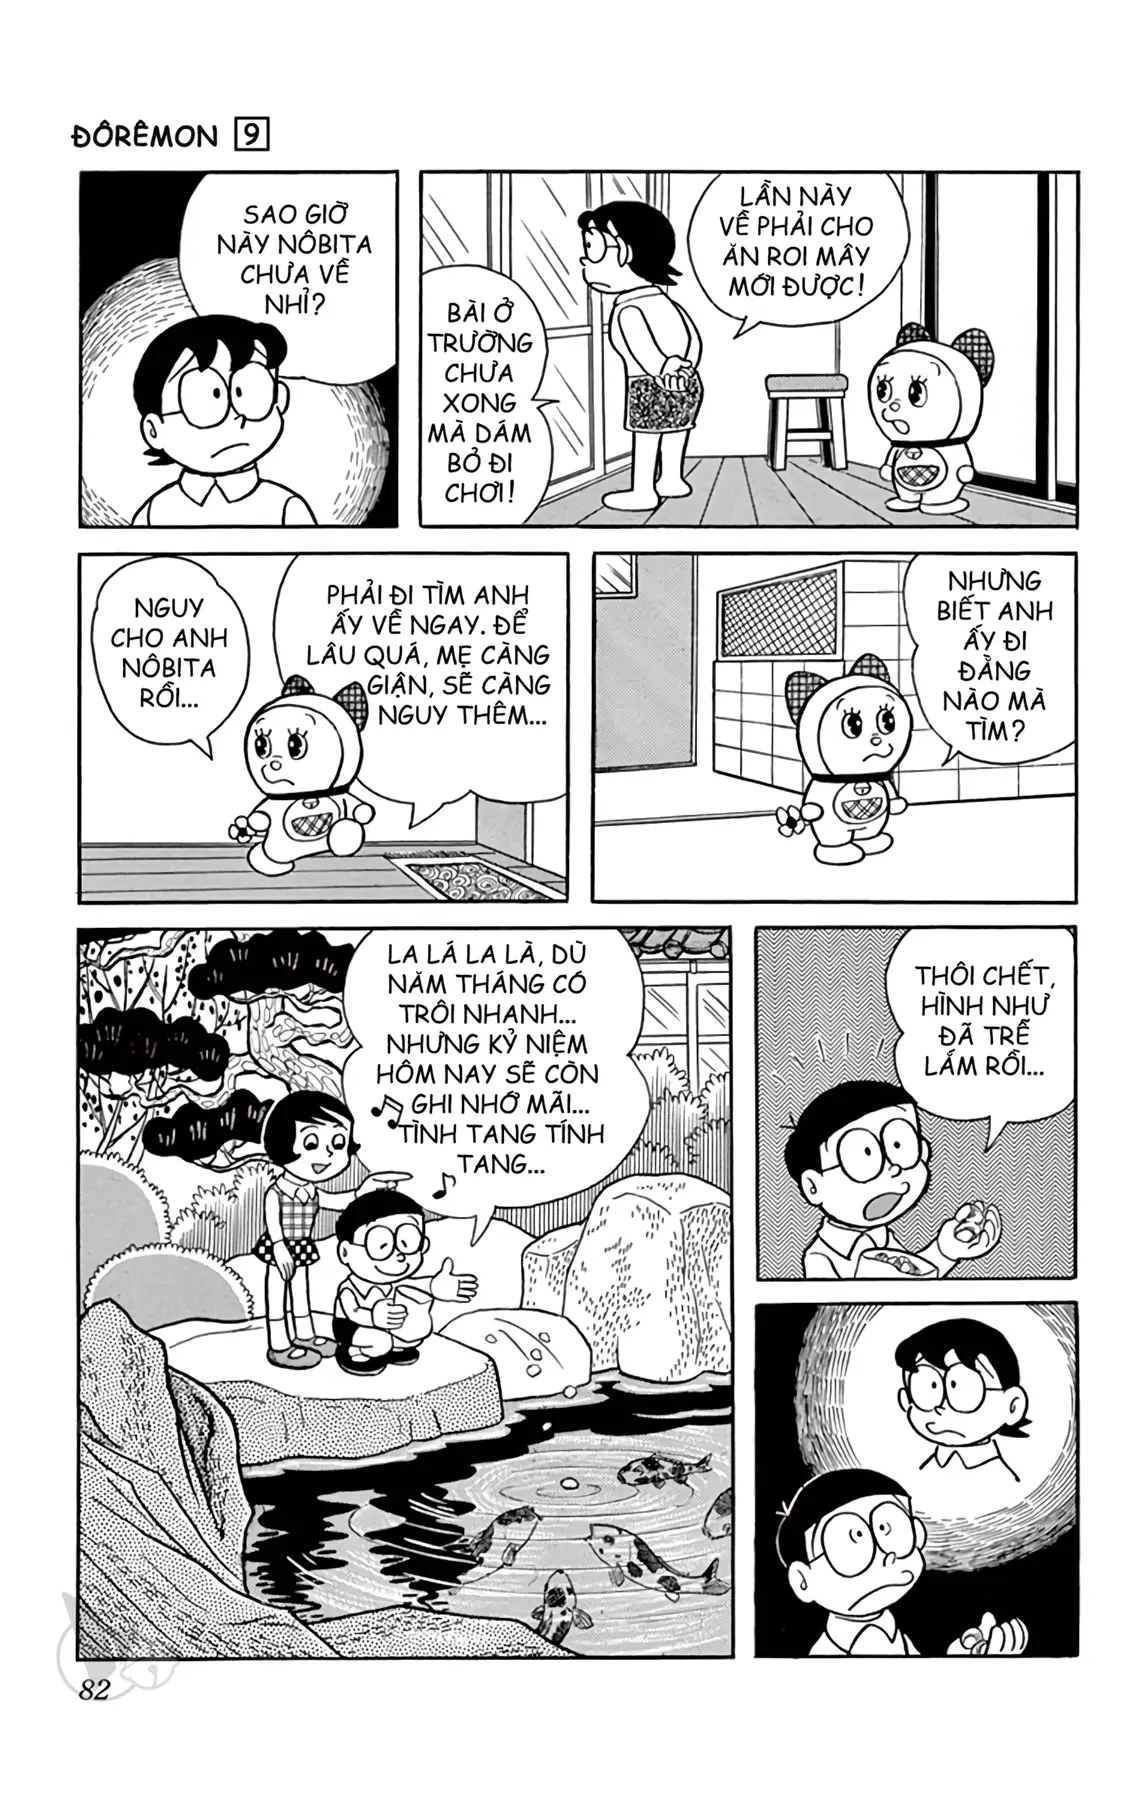 ĐÔRÊMON 9
SAO GIỜ
NÀY NÔBITA
CHƯA VỀ
NHỈ?
LẦN NÀY
VỀ PHẢI CHO
ĂN ROI MÂY
MỚI ĐƯỢC!
BÀI Ở
TRƯỜNG
CHƯA
XONG
MÀ DÁM
BỎ ĐI
CHƠI!
NGUY
CHO ANH
NÔBITA
RỒI...
PHẢI ĐI TÌM ANH
ẤY VỀ NGAY. ĐỂ
LÂU QUÁ, MẸ CÀNG
GIẬN, SẼ CÀNG
NGUY THÊM...
NHƯNG
BIẾT ANH
ẤY ĐI
ĐẰNG
NÀO MÀ
TÌM?
LA LÁ LA LÀ, DÙ
NĂM THÁNG CÓ
TRÔI NHANH...
NHƯNG KỶ NIỆM
HÔM NAY SẼ CÒN
GHI NHỚ MÃI...
TÌNH TANG TÍNH
TANG...
THÔI CHẾT,
HÌNH NHƯ
ĐÃ TRỄ
LẮM RỒI...
82